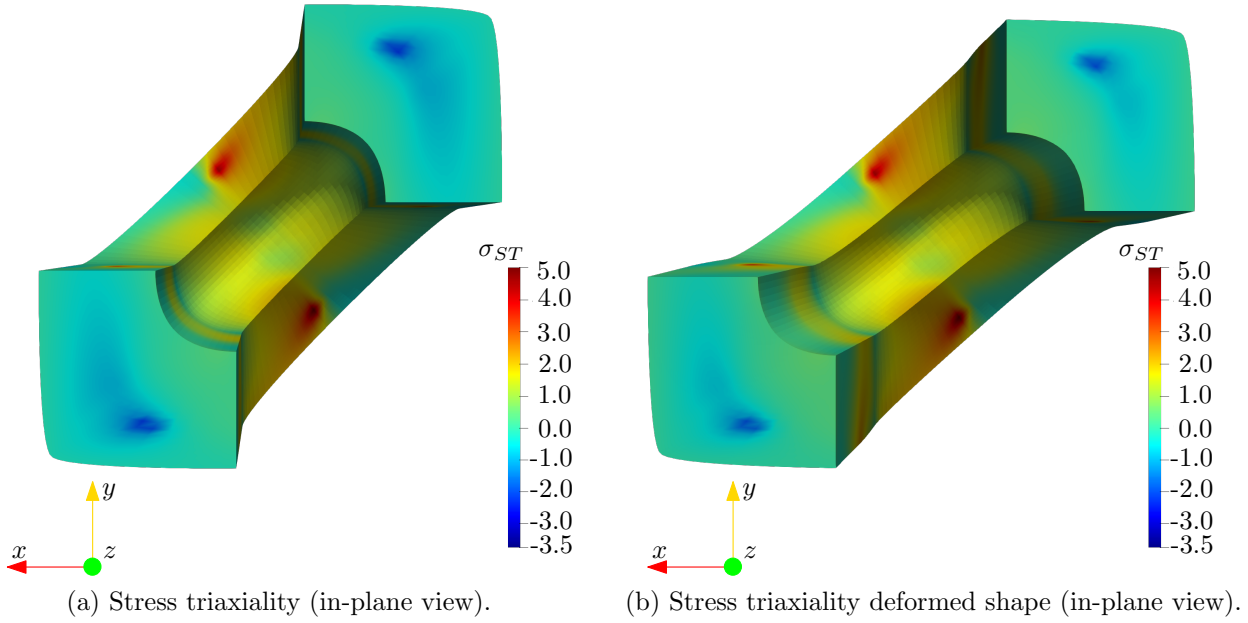 σ_ST
5.0
4.0
3.0
2.0
1.0
0.0
-1.0
-2.0
-3.0
-3.5
y
x
z
(a) Stress triaxiality (in-plane view).
σ_ST
5.0
4.0
3.0
2.0
1.0
0.0
-1.0
-2.0
-3.0
-3.5
y
x
z
(b) Stress triaxiality deformed shape (in-plane view).